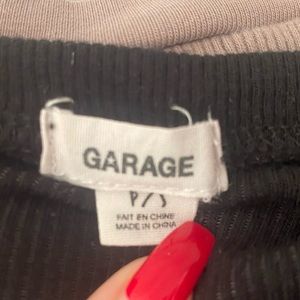 GARAGE
P/S
FAIT EN CHINE
MADE IN CHINA